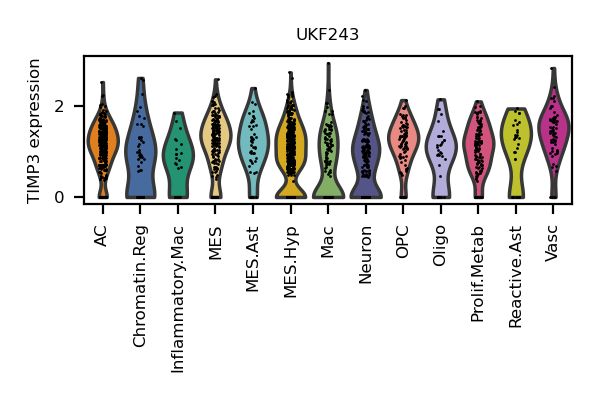 UKF243
TIMP3 expression
2
0
AC
Chromatin.Reg
Inflammatory.Mac
MES
MES.Ast
MES.Hyp
Mac
Neuron
OPC
Oligo
Prolif.Metab
Reactive.Ast
Vasc